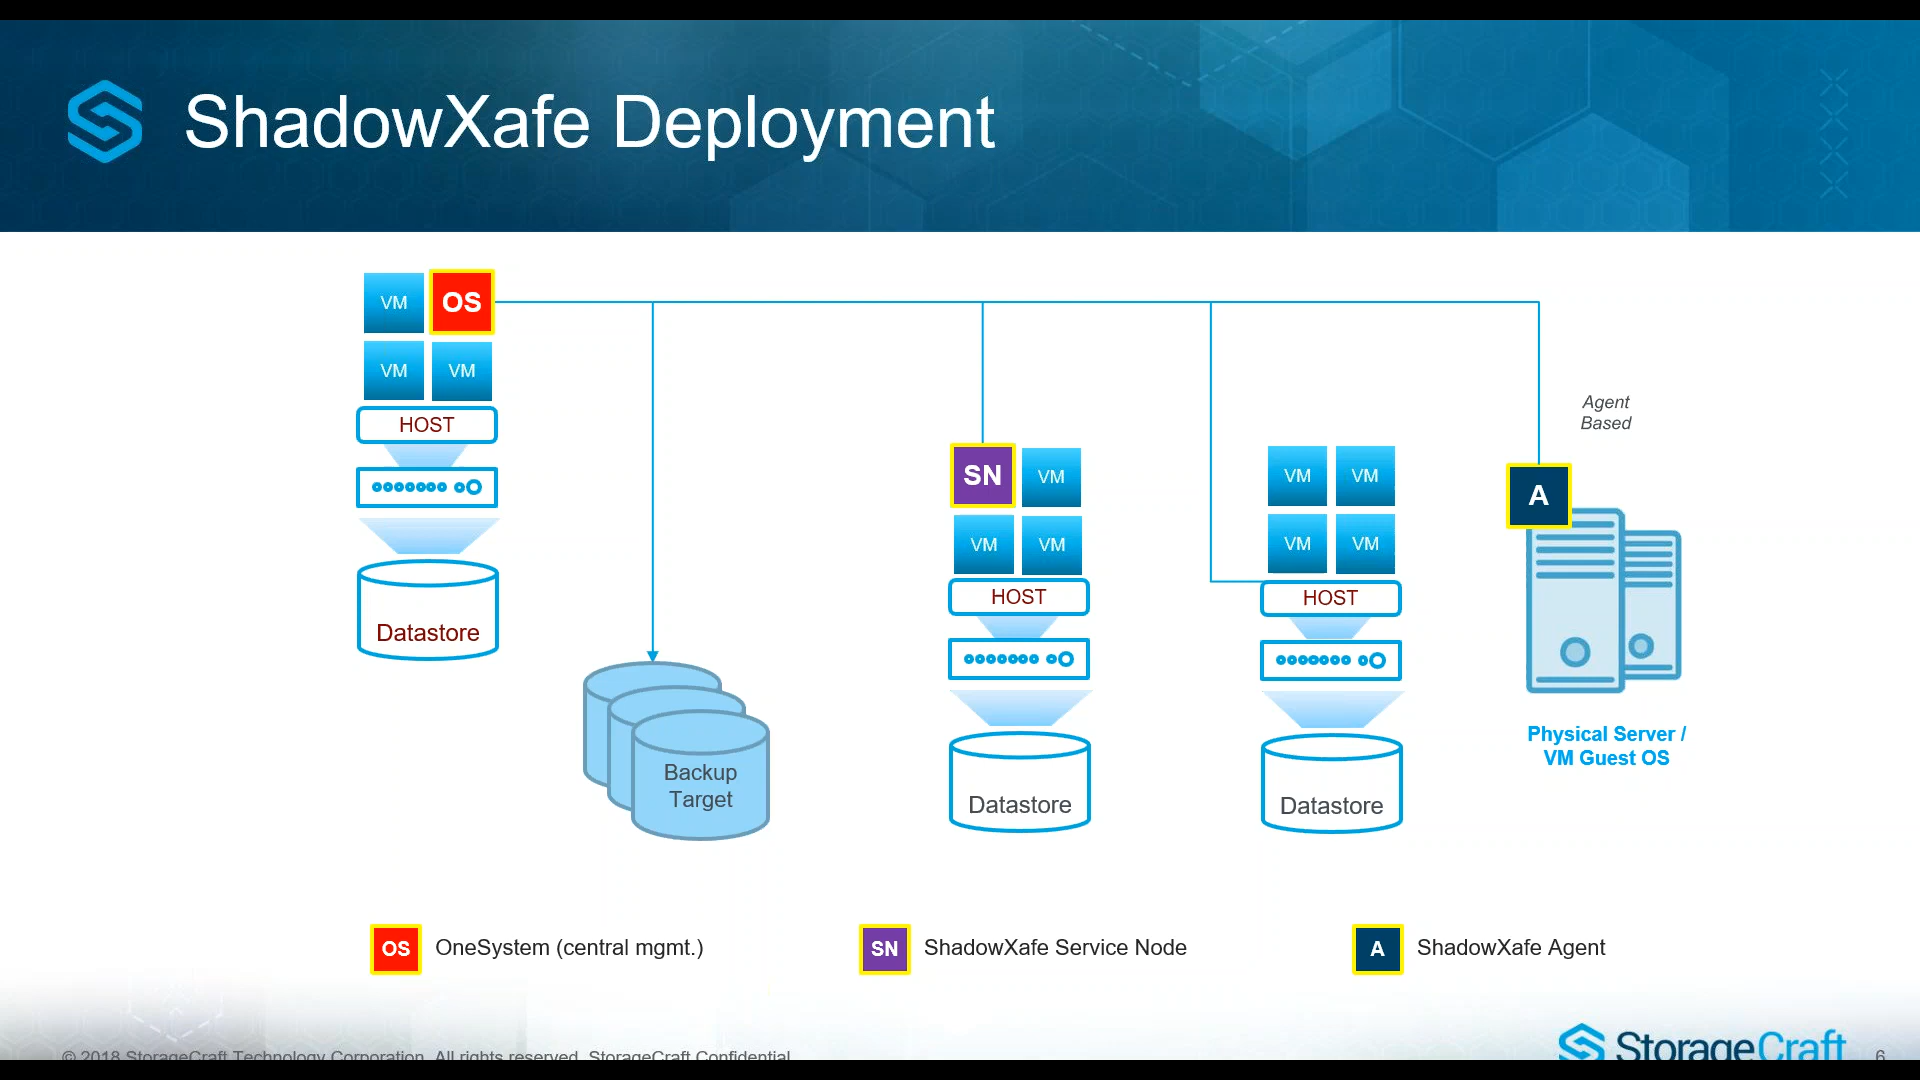 ShadowXafe Deployment
VM OS
VM VM
HOST
Datastore
Backup
Target
SN VM
VM VM
HOST
Datastore
VM VM
VM VM
HOST
Datastore
Agent
Based
A
Physical Server /
VM Guest OS
OS OneSystem (central mgmt.)
SN ShadowXafe Service Node
A ShadowXafe Agent
© 2018 StorageCraft Technology Corporation. All rights reserved. StorageCraft Confidential
StorageCraft
6